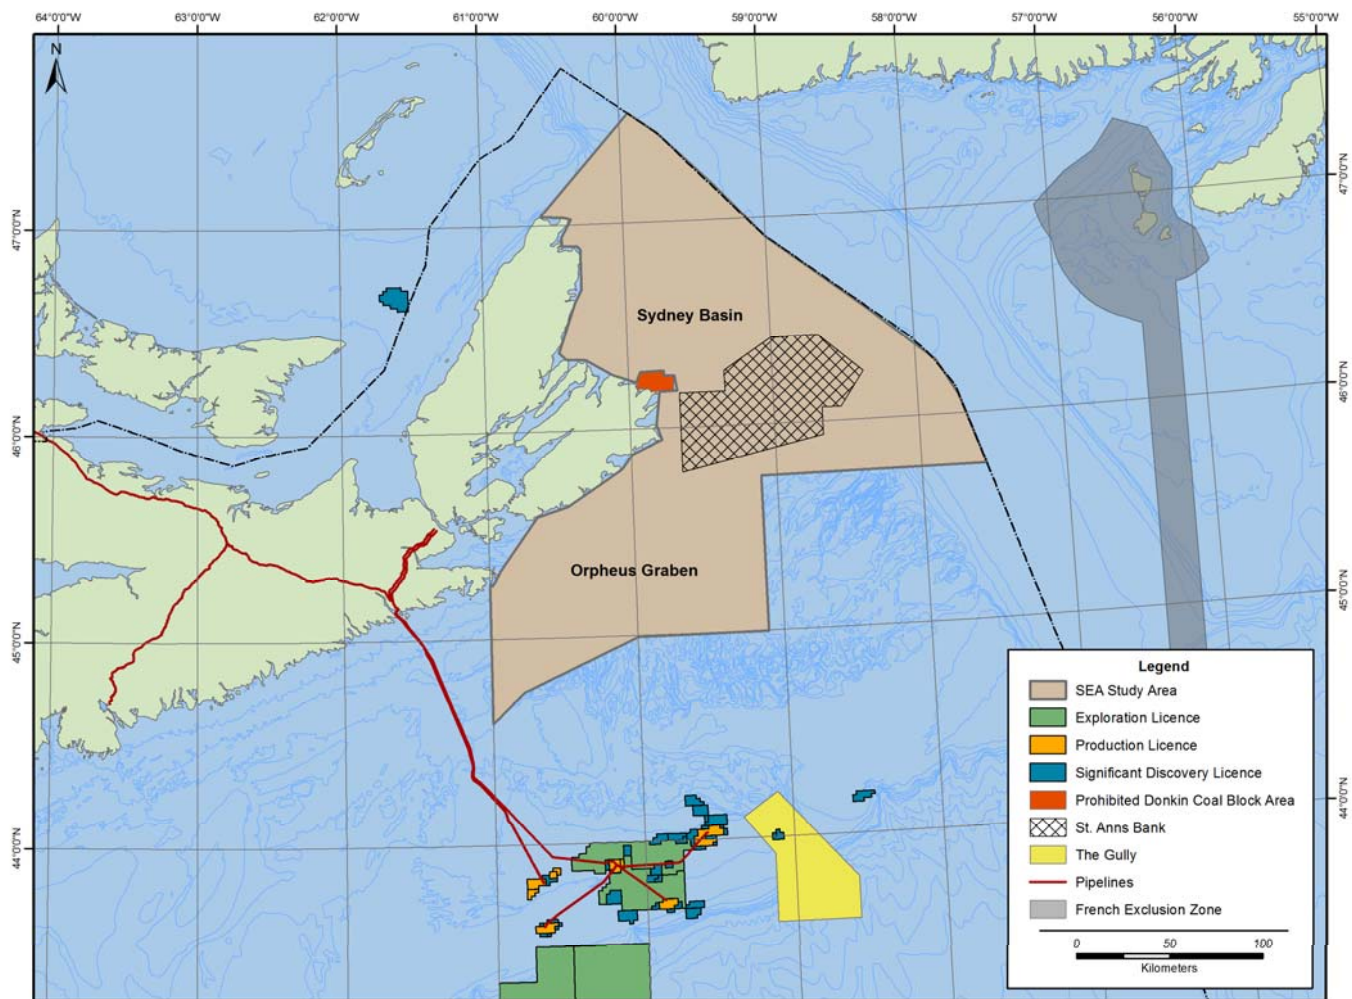 64°0'0"W 63°0'0"W 62°0'0"W 61°0'0"W 60°0'0"W 59°0'0"W 58°0'0"W 57°0'0"W 56°0'0"W 55°0'0"W
N
47°0'0"N
47°0'0"N
Sydney Basin
46°0'0"N
46°0'0"N
Orpheus Graben
45°0'0"N
45°0'0"N
44°0'0"N
44°0'0"N
Legend
SEA Study Area
Exploration Licence
Production Licence
Significant Discovery Licence
Prohibited Donkin Coal Block Area
St. Anns Bank
The Gully
Pipelines
French Exclusion Zone
0 50 100
Kilometers